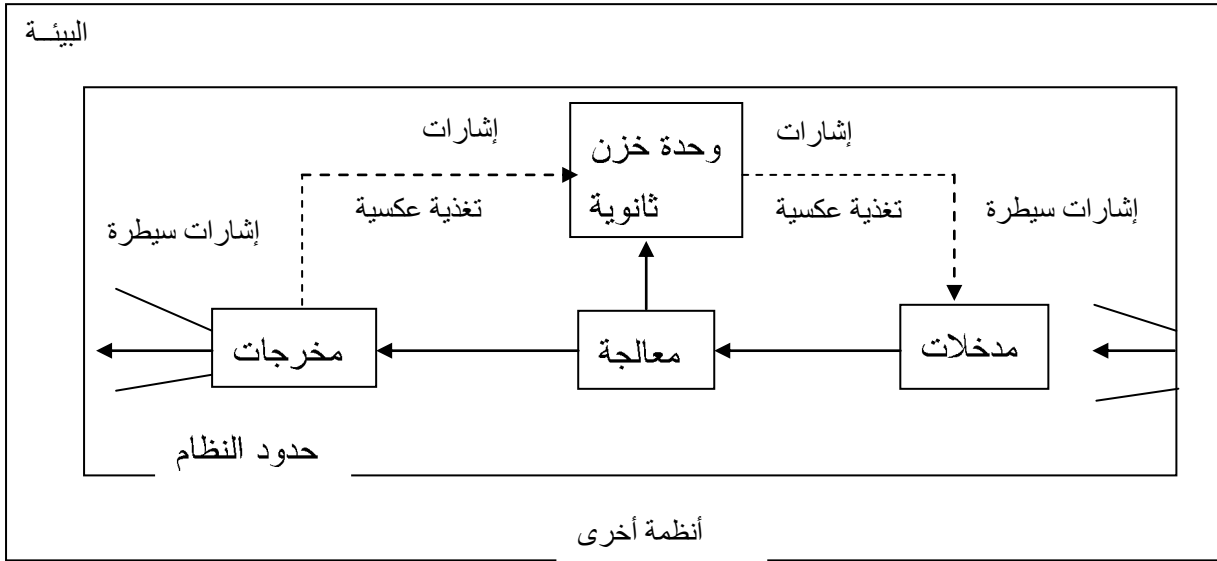 البيئــة
إشارات
وحدة خزن
ثانوية
إشارات
تغذية عكسية
تغذية عكسية
إشارات سيطرة
إشارات سيطرة
مدخلات
معالجة
مخرجات
حدود النظام
أنظمة أخرى